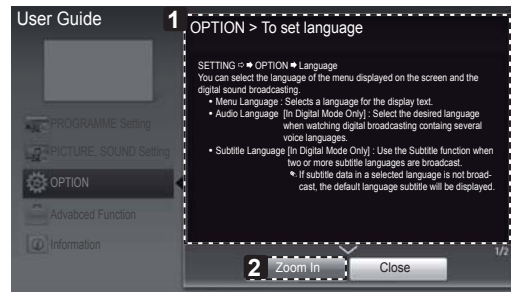 User Guide
PROGRAMME Setting
PICTURE, SOUND Setting
OPTION
Advabced Function
Information
1
OPTION > To set language
SETTING ⇨ ➡ OPTION ➡ Language
You can select the language of the menu displayed on the screen and the
digital sound broadcasting.
• Menu Language : Selects a language for the display text.
• Audio Language [In Digital Mode Only] : Select the desired language
when watching digital broadcasting containg several
voice languages.
• Subtitle Language [In Digital Mode Only] : Use the Subtitle function when
two or more subtitle languages are broadcast.
If subtitle data in a selected language is not broad-
cast, the default language subtitle will be displayed.
1/2
2
Zoom In
Close